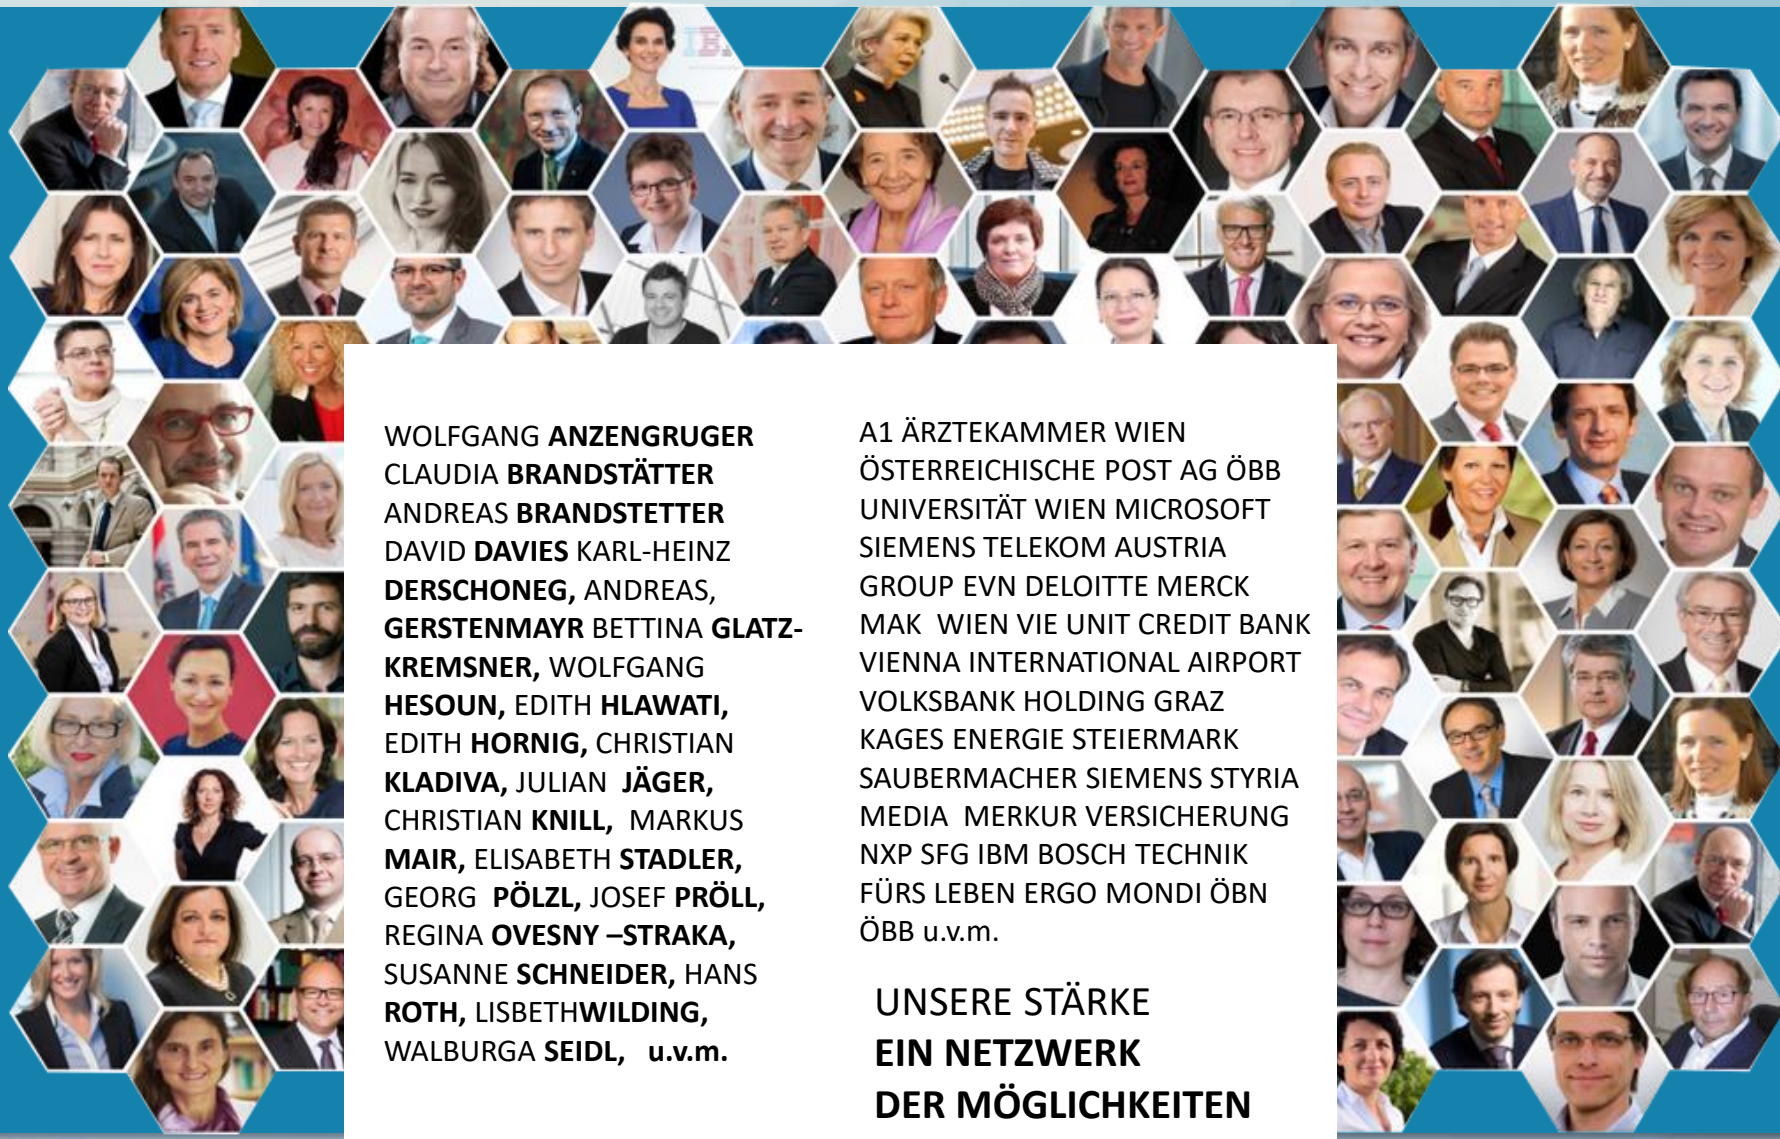 WOLFGANG ANZENGRUGER
CLAUDIA BRANDSTÄTTER
ANDREAS BRANDSTETTER
DAVID DAVIES KARL-HEINZ
DERSCHONEG, ANDREAS,
GERSTENMAYR BETTINA GLATZ-
KREMSNER, WOLFGANG
HESOUN, EDITH HLAWATI,
EDITH HORNIG, CHRISTIAN
KLADIVA, JULIAN JÄGER,
CHRISTIAN KNILL, MARKUS
MAIR, ELISABETH STADLER,
GEORG PÖLZL, JOSEF PRÖLL,
REGINA OVESNY –STRAKA,
SUSANNE SCHNEIDER, HANS
ROTH, LISBETHWILDING,
WALBURGA SEIDL, u.v.m.
A1 ÄRZTEKAMMER WIEN
ÖSTERREICHISCHE POST AG ÖBB
UNIVERSITÄT WIEN MICROSOFT
SIEMENS TELEKOM AUSTRIA
GROUP EVN DELOITTE MERCK
MAK WIEN VIE UNIT CREDIT BANK
VIENNA INTERNATIONAL AIRPORT
VOLKSBANK HOLDING GRAZ
KAGES ENERGIE STEIERMARK
SAUBERMACHER SIEMENS STYRIA
MEDIA MERKUR VERSICHERUNG
NXP SFG IBM BOSCH TECHNIK
FÜRS LEBEN ERGO MONDI ÖBN
ÖBB u.v.m.
UNSERE STÄRKE
EIN NETZWERK
DER MÖGLICHKEITEN